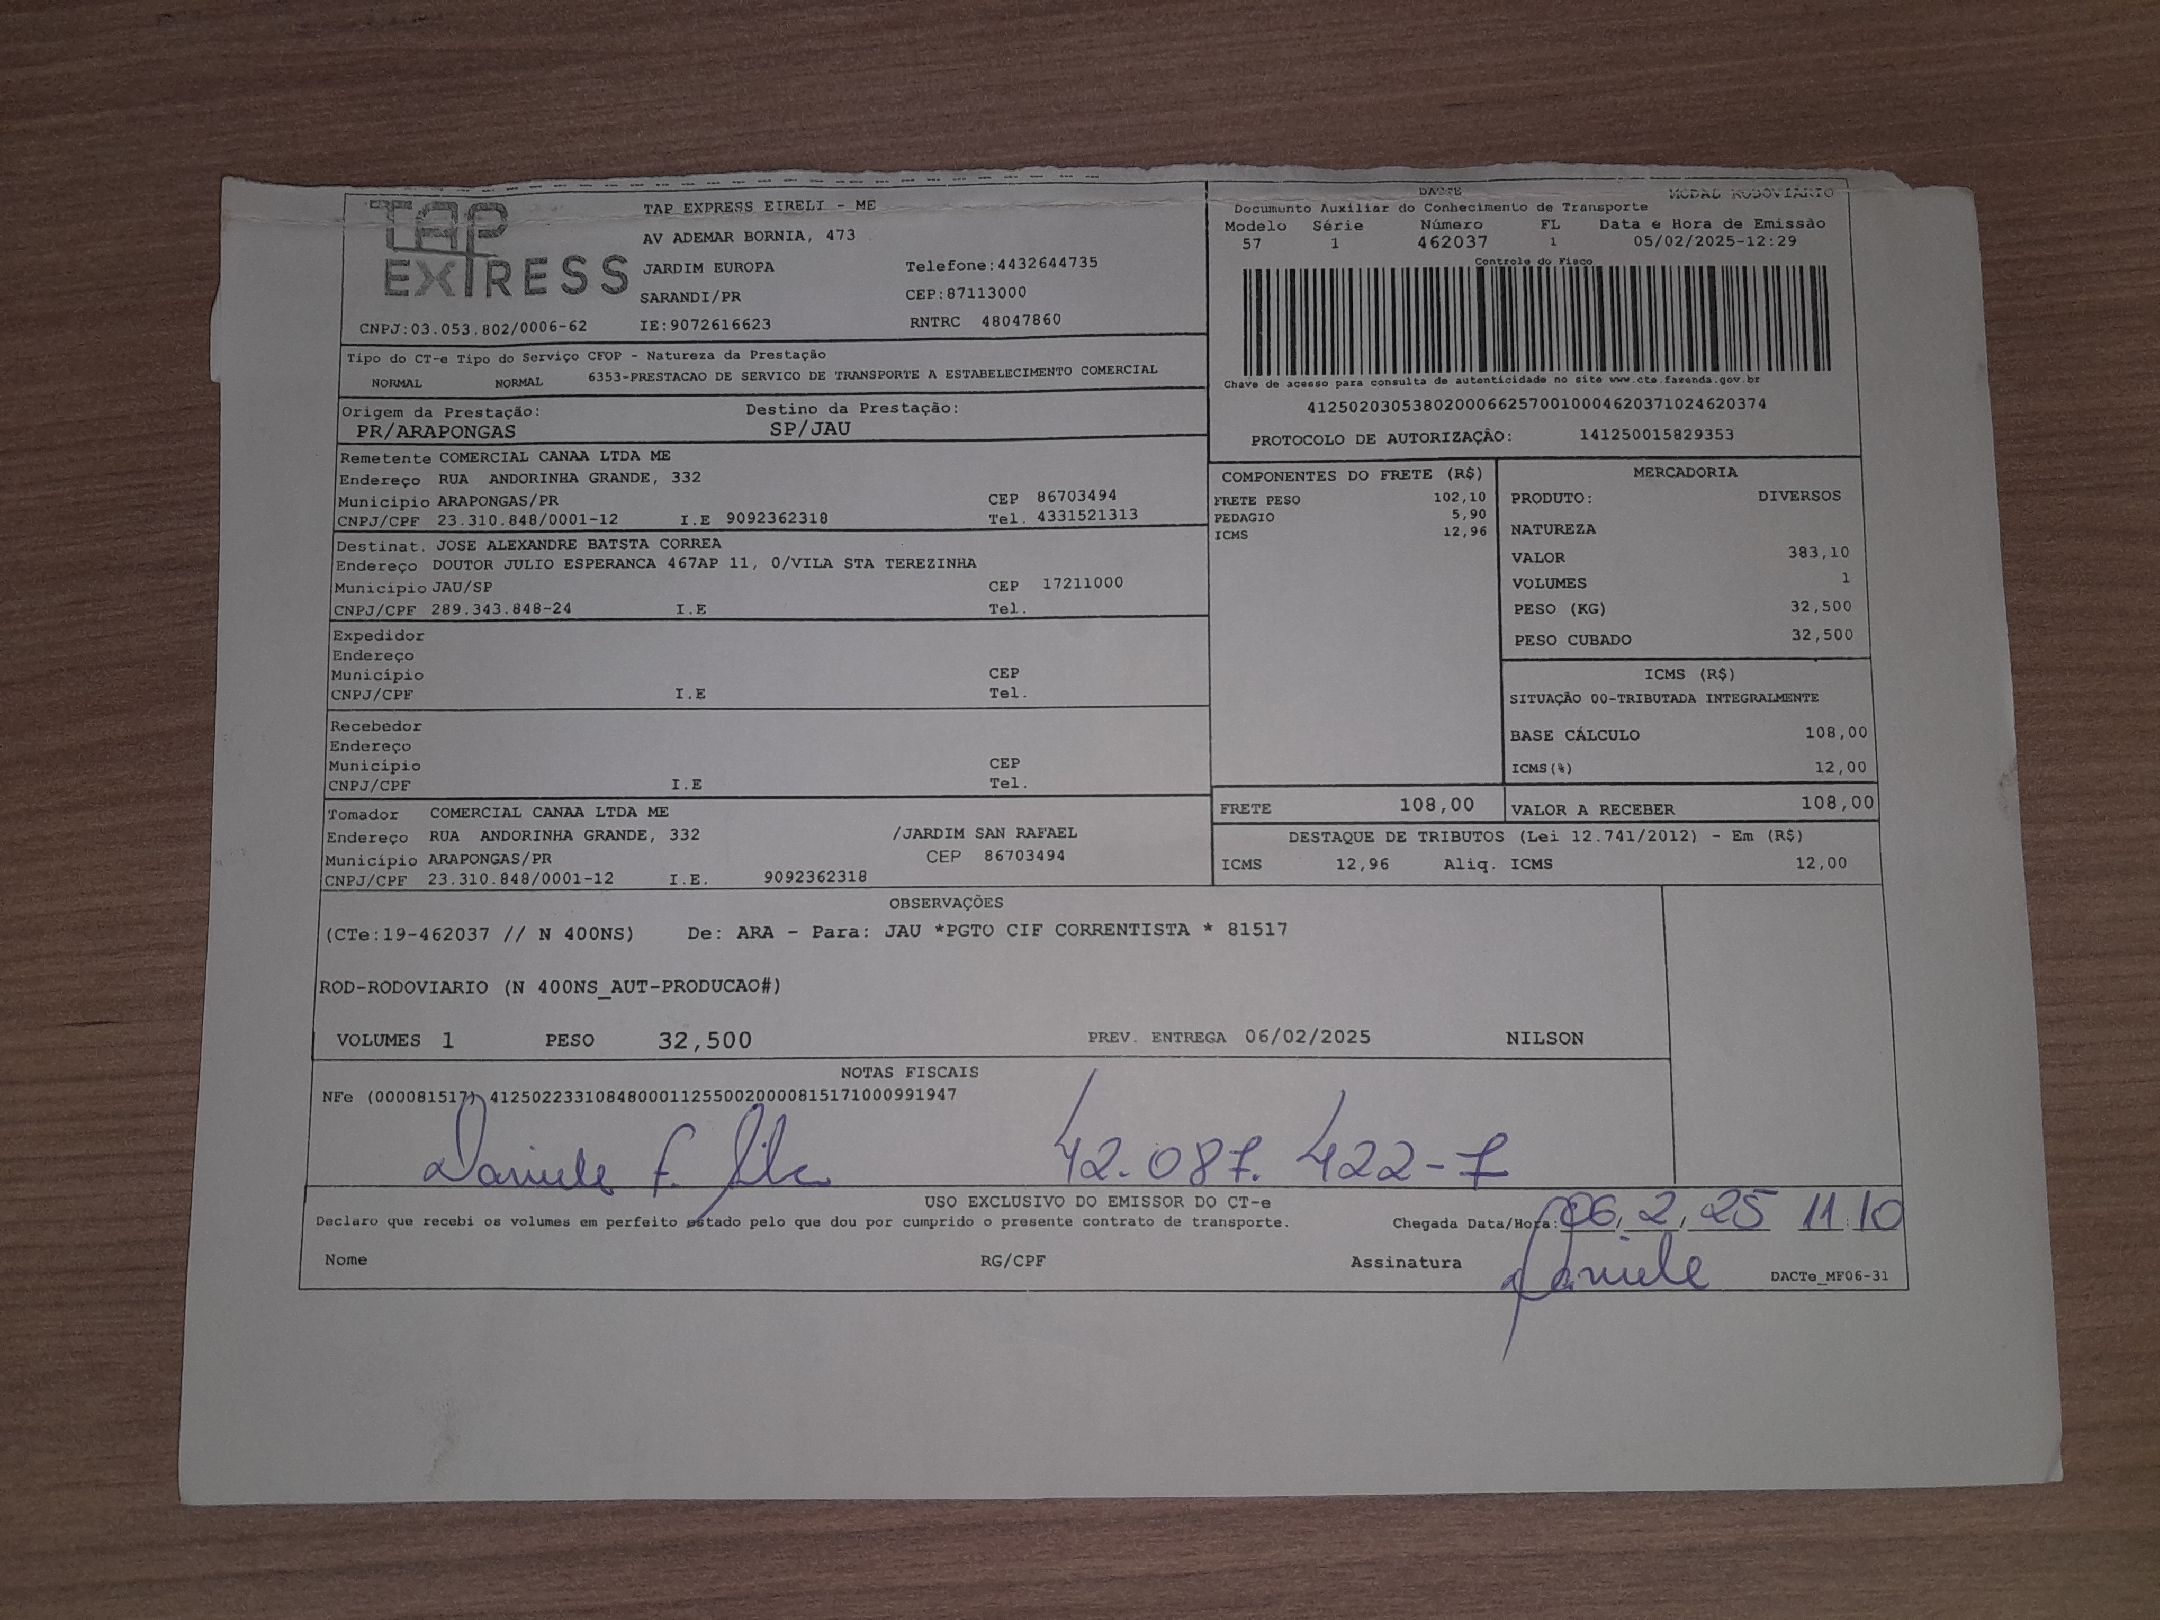 TAP
EXPRESS
TAP EXPRESS EIRELI - ME
AV ADEMAR BORNIA, 473
JARDIM EUROPA Telefone:4432644735
SARANDI/PR CEP:87113000
CNPJ:03.053.802/0006-62 IE:9072616623 RNTRC 48047860
Tipo do CT-e Tipo do Serviço CFOP - Natureza da Prestação
NORMAL NORMAL 6353-PRESTACAO DE SERVICO DE TRANSPORTE A ESTABELECIMENTO COMERCIAL
Origem da Prestação: Destino da Prestação:
PR/ARAPONGAS SP/JAU
Remetente COMERCIAL CANAA LTDA ME
Endereço RUA ANDORINHA GRANDE, 332
Município ARAPONGAS/PR CEP 86703494
CNPJ/CPF 23.310.848/0001-12 I.E 9092362318 Tel. 4331521313
Destinat. JOSE ALEXANDRE BATSTA CORREA
Endereço DOUTOR JULIO ESPERANCA 467AP 11, 0/VILA STA TEREZINHA
Município JAU/SP CEP 17211000
CNPJ/CPF 289.343.848-24 I.E Tel.
Expedidor
Endereço
Município CEP
CNPJ/CPF I.E Tel.
Recebedor
Endereço
Município CEP
CNPJ/CPF I.E Tel.
Tomador COMERCIAL CANAA LTDA ME
Endereço RUA ANDORINHA GRANDE, 332 /JARDIM SAN RAFAEL
Município ARAPONGAS/PR CEP 86703494
CNPJ/CPF 23.310.848/0001-12 I.E. 9092362318
MODAL RODOVIARIO
Documento Auxiliar do Conhecimento de Transporte
Modelo Série Número FL Data e Hora de Emissão
57 1 462037 1 05/02/2025-12:29
Controle do Fisco
Chave de acesso para consulta de autenticidade no site www.cte.fazenda.gov.br
41250203053802000662570010004620371024620374
PROTOCOLO DE AUTORIZAÇÃO: 141250015829353
COMPONENTES DO FRETE (R$)
FRETE PESO 102,10
PEDAGIO 5,90
ICMS 12,96
MERCADORIA
PRODUTO: DIVERSOS
NATUREZA
VALOR 383,10
VOLUMES 1
PESO (KG) 32,500
PESO CUBADO 32,500
ICMS (R$)
SITUAÇÃO 00-TRIBUTADA INTEGRALMENTE
BASE CÁLCULO 108,00
ICMS(%) 12,00
FRETE 108,00 VALOR A RECEBER 108,00
DESTAQUE DE TRIBUTOS (Lei 12.741/2012) - Em (R$)
ICMS 12,96 Aliq. ICMS 12,00
OBSERVAÇÕES
(CTe:19-462037 // N 400NS) De: ARA - Para: JAU *PGTO CIF CORRENTISTA * 81517
ROD-RODOVIARIO (N 400NS_AUT-PRODUCAO#)
VOLUMES 1 PESO 32,500 PREV. ENTREGA 06/02/2025 NILSON
NOTAS FISCAIS
NFe (000081517) 41250223310848000112550020000815171000991947
Daniele F. Silva 42.087.422-7
USO EXCLUSIVO DO EMISSOR DO CT-e
Declaro que recebi os volumes em perfeito estado pelo que dou por cumprido o presente contrato de transporte. Chegada Data/Hora: 06, 2, 25 11:10
Nome RG/CPF Assinatura Daniele DACTe_MF06-31